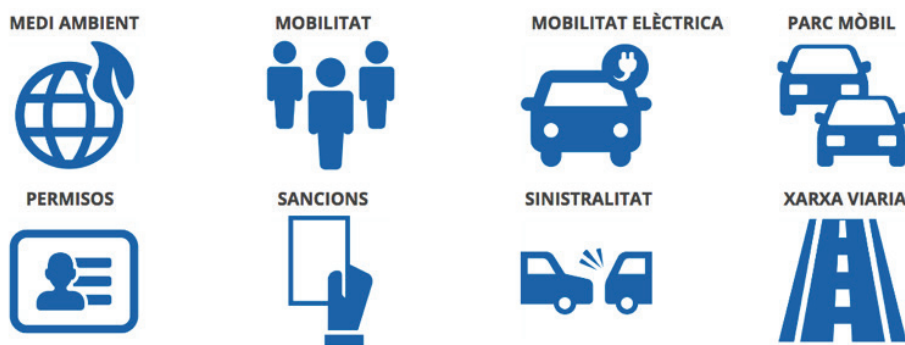 MEDI AMBIENT
MOBILITAT
MOBILITAT ELÈCTRICA
PARC MÒBIL
PERMISOS
SANCIONS
SINISTRALITAT
XARXA VIARIA